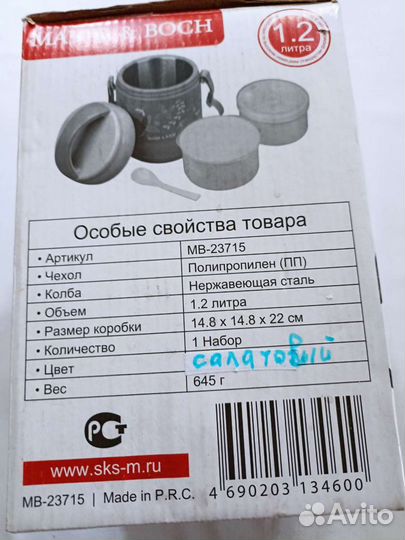 & BOCH
1.2
литра
Особые свойства товара
• Артикул MB-23715
• Чехол Полипропилен (ПП)
• Колба Нержавеющая сталь
• Объем 1.2 литра
• Размер коробки 14.8 x 14.8 x 22 см
• Количество 1 Набор
• Цвет салатовый
• Вес 645 г
РСТ
www.sks-m.ru
MB-23715 | Made in P.R.C.
4 690203 134600
Avito